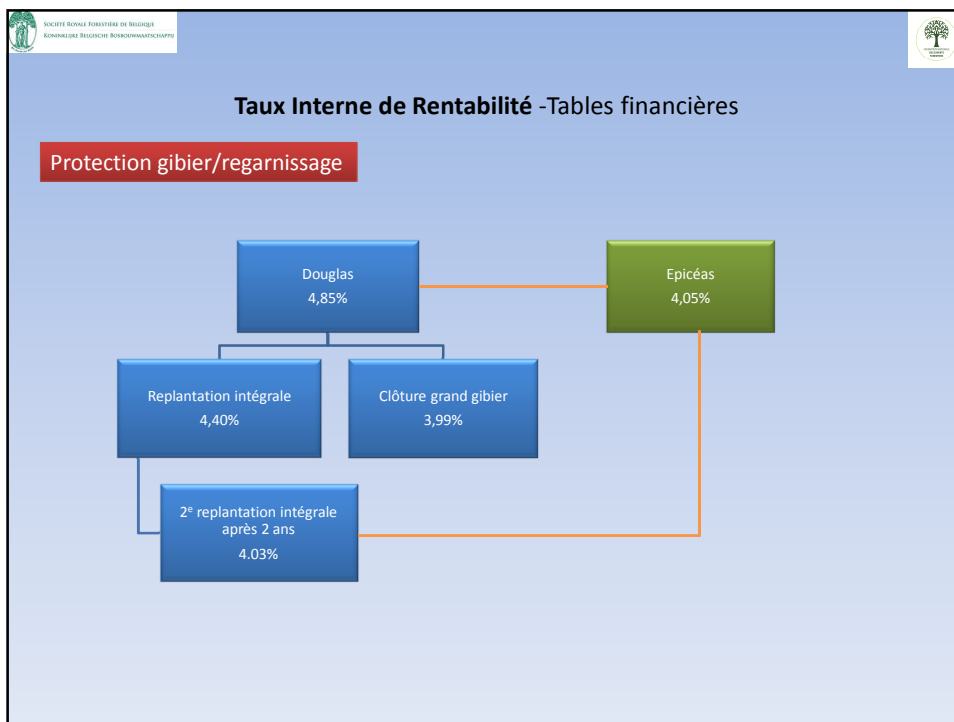 SOCIÉTÉ ROYALE FORESTIÈRE DE BELGIQUE
KONINKLIJKE BELGISCHE BOSBOUWMAATSCHAPPIJ
Taux Interne de Rentabilité -Tables financières
Protection gibier/regarnissage
Douglas
4,85%
Epicéas
4,05%
Replantation intégrale
4,40%
Clôture grand gibier
3,99%
2e replantation intégrale
après 2 ans
4.03%